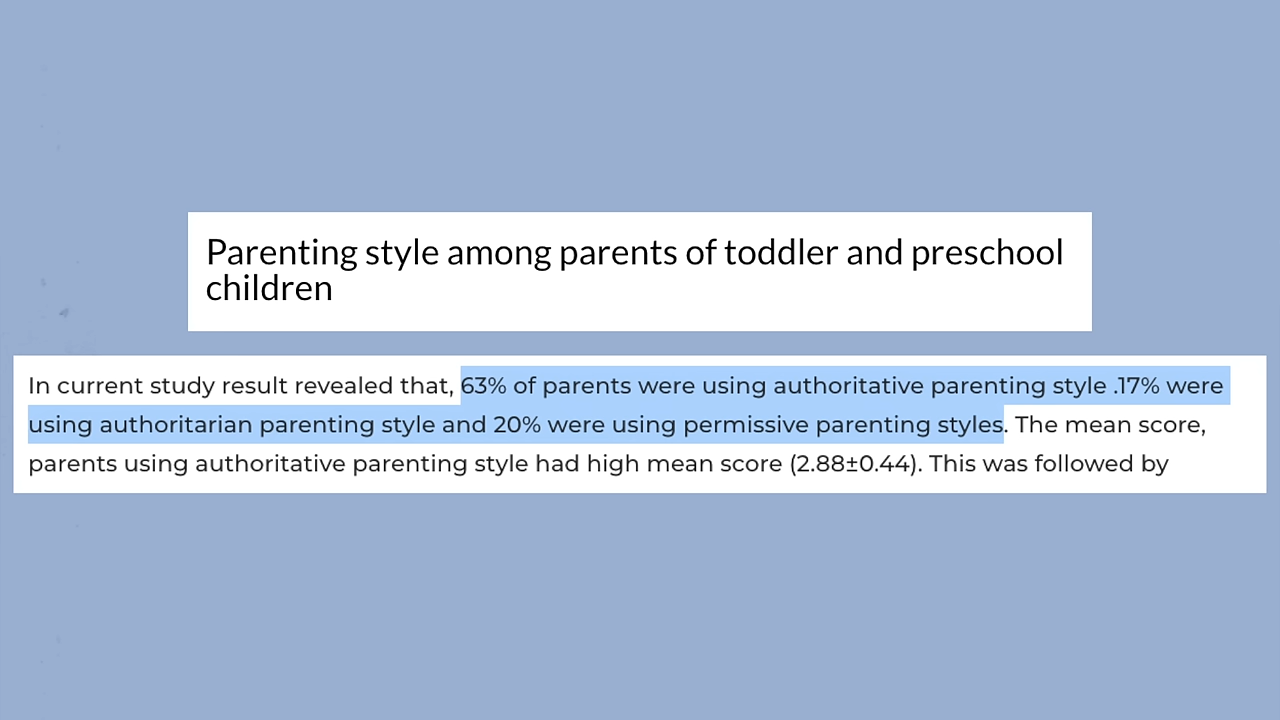 Parenting style among parents of toddler and preschool
children
In current study result revealed that, 63% of parents were using authoritative parenting style .17% were
using authoritarian parenting style and 20% were using permissive parenting styles. The mean score,
parents using authoritative parenting style had high mean score (2.88±0.44). This was followed by